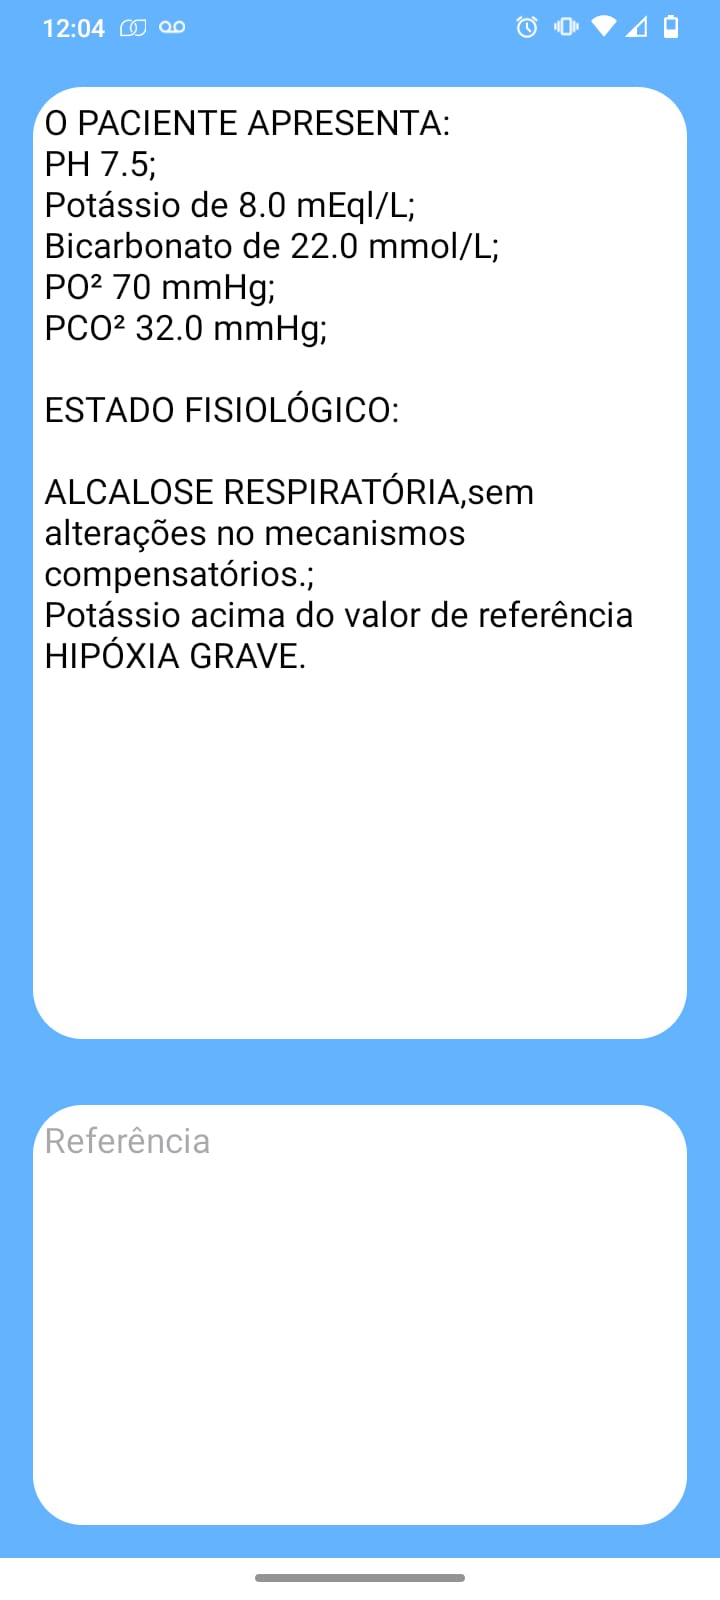 12:04
O PACIENTE APRESENTA:
PH 7.5;
Potássio de 8.0 mEql/L;
Bicarbonato de 22.0 mmol/L;
PO² 70 mmHg;
PCO² 32.0 mmHg;
ESTADO FISIOLÓGICO:
ALCALOSE RESPIRATÓRIA,sem
alterações no mecanismos
compensatórios.;
Potássio acima do valor de referência
HIPÓXIA GRAVE.
Referência